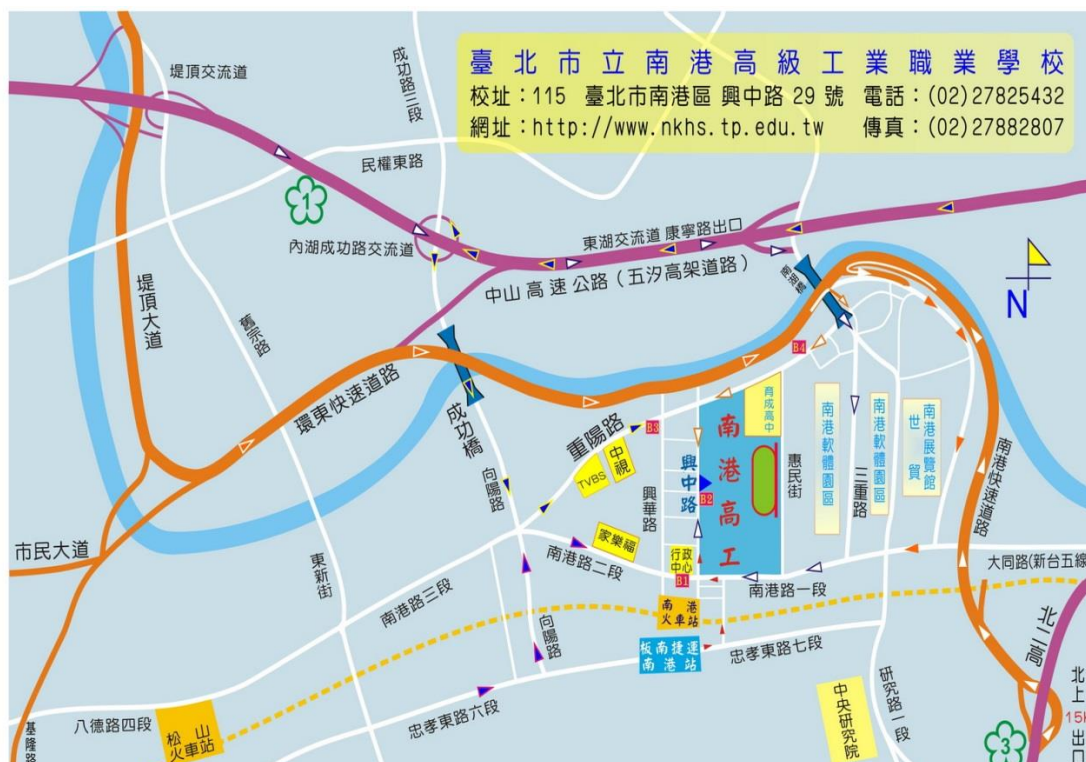 臺北市立南港高級工業職業學校
校址：115 臺北市南港區 興中路 29 號 電話：(02)27825432
網址：http://www.nkhs.tp.edu.tw 傳真：(02)27882807
堤頂交流道
成功路三段
民權東路
1
內湖成功路交流道
東湖交流道 康寧路出口
中山高速公路（五汐高架道路）
南湖橋
N
堤頂大道
舊宗路
環東快速道路
成功橋
B4
重陽路
B3
中視
TVBS
育成高中
南港高工
興中路
B2
興華路
惠民街
南港軟體園區
三重路
南港軟體園區
南港展覽館
世貿
南港快速道路
向陽路
家樂福
行政中心
B1
市民大道
東新街
南港路三段
南港路二段
南港路一段
大同路(新台五線
南港
火車站
板南捷運
南港站
向陽路
忠孝東路七段
忠孝東路六段
研究路一段
中央研究院
北二高
北上
15K
出口
3
八德路四段
松山
火車站
基隆路